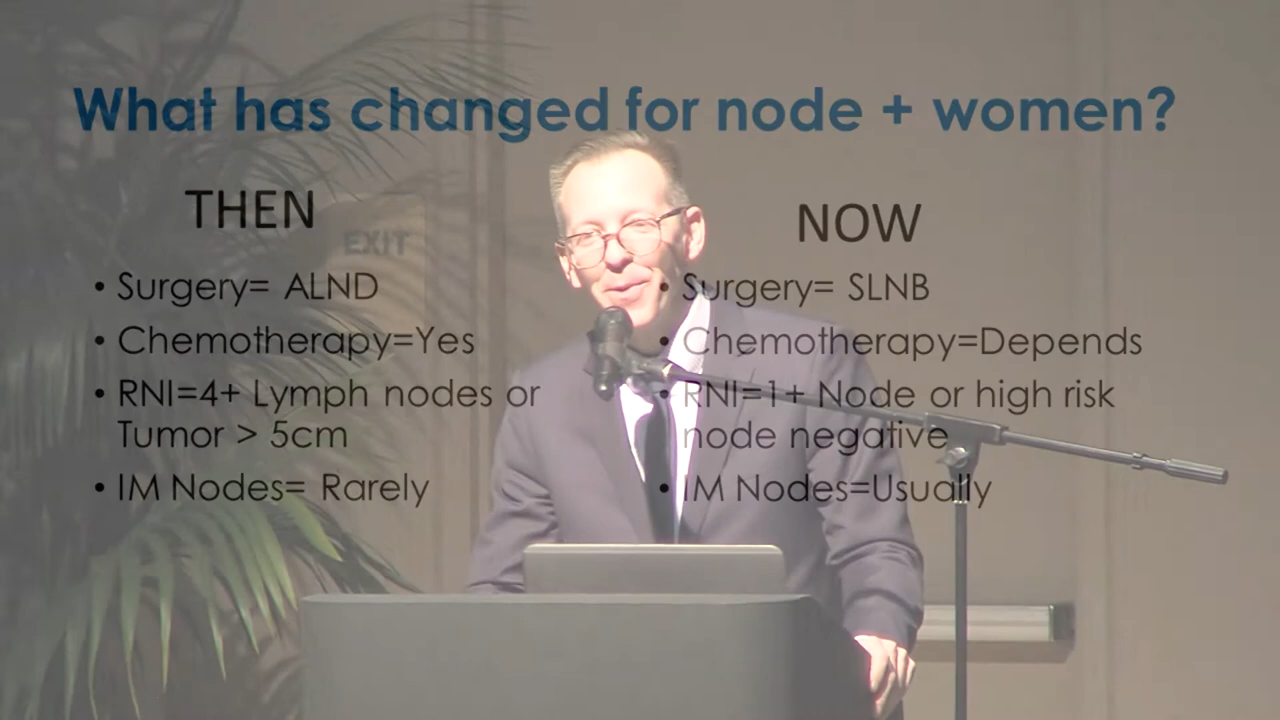 What has changed for node + women?
THEN
EXIT
• Surgery= ALND
• Chemotherapy=Yes
• RNI=4+ Lymph nodes or
Tumor > 5cm
• IM Nodes= Rarely
NOW
• Surgery= SLNB
• Chemotherapy=Depends
• RNI=1+ Node or high risk
node negative
• IM Nodes=Usually